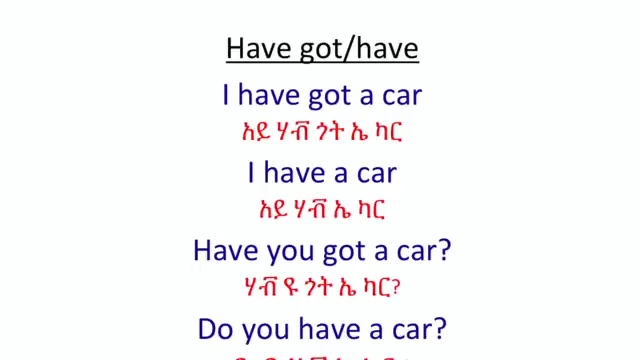 Have got/have
I have got a car
አይ ሃቭ ጎት ኤ ካር
I have a car
አይ ሃቭ ኤ ካር
Have you got a car?
ሃቭ ዩ ጎት ኤ ካር?
Do you have a car?